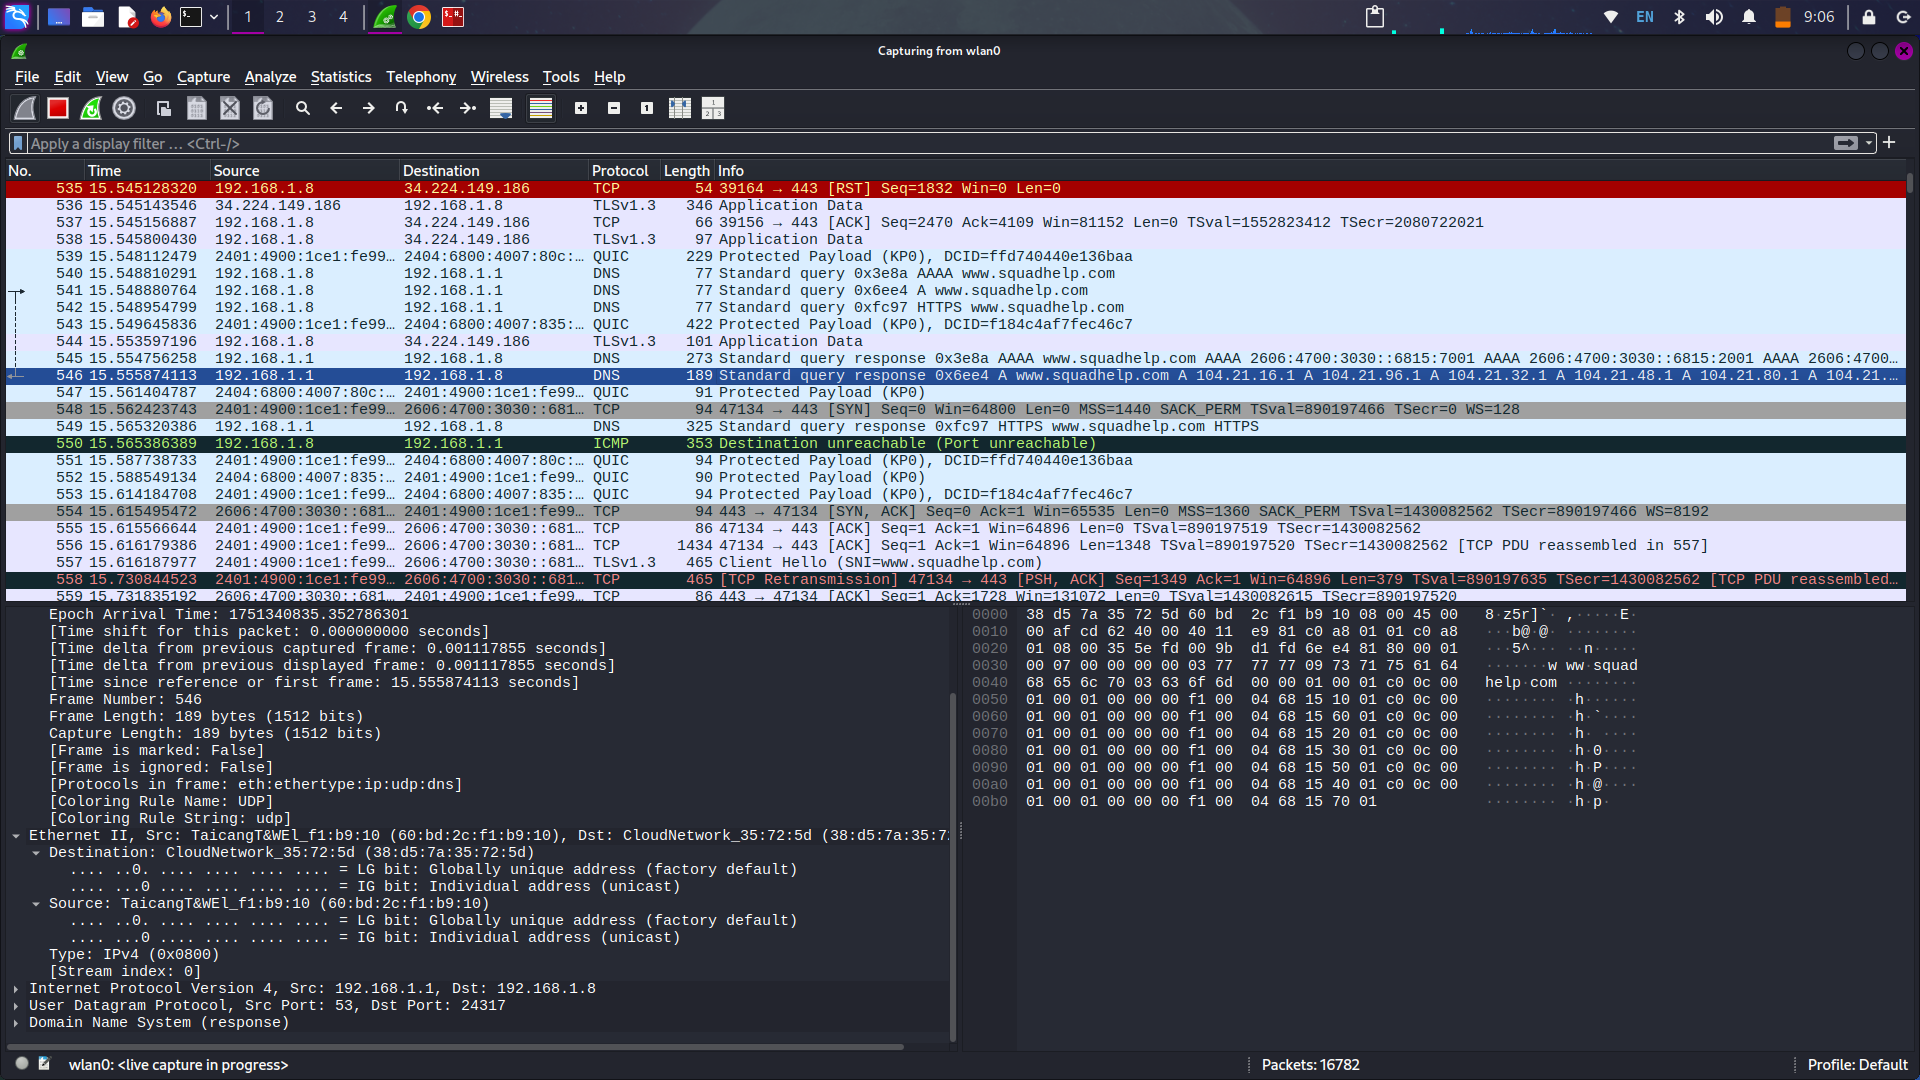 1 2 3 4 EN 9:06
Capturing from wlan0
File Edit View Go Capture Analyze Statistics Telephony Wireless Tools Help
Apply a display filter … <Ctrl-/>
No. Time Source Destination Protocol Length Info
535 15.545128320 192.168.1.8 34.224.149.186 TCP 54 39164 → 443 [RST] Seq=1832 Win=0 Len=0
536 15.545143546 34.224.149.186 192.168.1.8 TLSv1.3 346 Application Data
537 15.545156887 192.168.1.8 34.224.149.186 TCP 66 39156 → 443 [ACK] Seq=2470 Ack=4109 Win=81152 Len=0 TSval=1552823412 TSecr=2080722021
538 15.545800430 192.168.1.8 34.224.149.186 TLSv1.3 97 Application Data
539 15.548112479 2401:4900:1ce1:fe99… 2404:6800:4007:80c:… QUIC 229 Protected Payload (KP0), DCID=ffd740440e136baa
540 15.548810291 192.168.1.8 192.168.1.1 DNS 77 Standard query 0x3e8a AAAA www.squadhelp.com
541 15.548880764 192.168.1.8 192.168.1.1 DNS 77 Standard query 0x6ee4 A www.squadhelp.com
542 15.548954799 192.168.1.8 192.168.1.1 DNS 77 Standard query 0xfc97 HTTPS www.squadhelp.com
543 15.549645836 2401:4900:1ce1:fe99… 2404:6800:4007:835:… QUIC 422 Protected Payload (KP0), DCID=f184c4af7fec46c7
544 15.553597196 192.168.1.8 34.224.149.186 TLSv1.3 101 Application Data
545 15.554756258 192.168.1.1 192.168.1.8 DNS 273 Standard query response 0x3e8a AAAA www.squadhelp.com AAAA 2606:4700:3030::6815:7001 AAAA 2606:4700:3030::6815:2001 AAAA 2606:4700…
546 15.555874113 192.168.1.1 192.168.1.8 DNS 189 Standard query response 0x6ee4 A www.squadhelp.com A 104.21.16.1 A 104.21.96.1 A 104.21.32.1 A 104.21.48.1 A 104.21.80.1 A 104.21.…
547 15.561404787 2404:6800:4007:80c:… 2401:4900:1ce1:fe99… QUIC 91 Protected Payload (KP0)
548 15.562423743 2401:4900:1ce1:fe99… 2606:4700:3030::681… TCP 94 47134 → 443 [SYN] Seq=0 Win=64800 Len=0 MSS=1440 SACK_PERM TSval=890197466 TSecr=0 WS=128
549 15.565320386 192.168.1.1 192.168.1.8 DNS 325 Standard query response 0xfc97 HTTPS www.squadhelp.com HTTPS
550 15.565386389 192.168.1.8 192.168.1.1 ICMP 353 Destination unreachable (Port unreachable)
551 15.587738733 2401:4900:1ce1:fe99… 2404:6800:4007:80c:… QUIC 94 Protected Payload (KP0), DCID=ffd740440e136baa
552 15.588549134 2404:6800:4007:835:… 2401:4900:1ce1:fe99… QUIC 90 Protected Payload (KP0)
553 15.614184708 2401:4900:1ce1:fe99… 2404:6800:4007:835:… QUIC 94 Protected Payload (KP0), DCID=f184c4af7fec46c7
554 15.615495472 2606:4700:3030::681… 2401:4900:1ce1:fe99… TCP 94 443 → 47134 [SYN, ACK] Seq=0 Ack=1 Win=65535 Len=0 MSS=1360 SACK_PERM TSval=1430082562 TSecr=890197466 WS=8192
555 15.615566644 2401:4900:1ce1:fe99… 2606:4700:3030::681… TCP 86 47134 → 443 [ACK] Seq=1 Ack=1 Win=64896 Len=0 TSval=890197519 TSecr=1430082562
556 15.616179386 2401:4900:1ce1:fe99… 2606:4700:3030::681… TCP 1434 47134 → 443 [ACK] Seq=1 Ack=1 Win=64896 Len=1348 TSval=890197520 TSecr=1430082562 [TCP PDU reassembled in 557]
557 15.616187977 2401:4900:1ce1:fe99… 2606:4700:3030::681… TLSv1.3 465 Client Hello (SNI=www.squadhelp.com)
558 15.730844523 2401:4900:1ce1:fe99… 2606:4700:3030::681… TCP 465 [TCP Retransmission] 47134 → 443 [PSH, ACK] Seq=1349 Ack=1 Win=64896 Len=379 TSval=890197635 TSecr=1430082562 [TCP PDU reassembled…
559 15.731835192 2606:4700:3030::681… 2401:4900:1ce1:fe99… TCP 86 443 → 47134 [ACK] Seq=1 Ack=1728 Win=131072 Len=0 TSval=1430082615 TSecr=890197520
Epoch Arrival Time: 1751340835.352786301
[Time shift for this packet: 0.000000000 seconds]
[Time delta from previous captured frame: 0.001117855 seconds]
[Time delta from previous displayed frame: 0.001117855 seconds]
[Time since reference or first frame: 15.555874113 seconds]
Frame Number: 546
Frame Length: 189 bytes (1512 bits)
Capture Length: 189 bytes (1512 bits)
[Frame is marked: False]
[Frame is ignored: False]
[Protocols in frame: eth:ethertype:ip:udp:dns]
[Coloring Rule Name: UDP]
[Coloring Rule String: udp]
Ethernet II, Src: TaicangT&WEl_f1:b9:10 (60:bd:2c:f1:b9:10), Dst: CloudNetwork_35:72:5d (38:d5:7a:35:7
Destination: CloudNetwork_35:72:5d (38:d5:7a:35:72:5d)
.... ..0. .... .... .... .... = LG bit: Globally unique address (factory default)
.... ...0 .... .... .... .... = IG bit: Individual address (unicast)
Source: TaicangT&WEl_f1:b9:10 (60:bd:2c:f1:b9:10)
.... ..0. .... .... .... .... = LG bit: Globally unique address (factory default)
.... ...0 .... .... .... .... = IG bit: Individual address (unicast)
Type: IPv4 (0x0800)
[Stream index: 0]
Internet Protocol Version 4, Src: 192.168.1.1, Dst: 192.168.1.8
User Datagram Protocol, Src Port: 53, Dst Port: 24317
Domain Name System (response)
0000 38 d5 7a 35 72 5d 60 bd 2c f1 b9 10 08 00 45 00 8·z5r]`· ,·····E·
0010 00 af cd 62 40 00 40 11 e9 81 c0 a8 01 01 c0 a8 ···b@·@· ········
0020 01 08 00 35 5e fd 00 9b d1 fd 6e e4 81 80 00 01 ···5^··· ··n·····
0030 00 07 00 00 00 00 03 77 77 77 09 73 71 75 61 64 ·······w ww·squad
0040 68 65 6c 70 03 63 6f 6d 00 00 01 00 01 c0 0c 00 help·com ········
0050 01 00 01 00 00 00 f1 00 04 68 15 10 01 c0 0c 00 ········ ·h······
0060 01 00 01 00 00 00 f1 00 04 68 15 60 01 c0 0c 00 ········ ·h·`····
0070 01 00 01 00 00 00 f1 00 04 68 15 20 01 c0 0c 00 ········ ·h· ····
0080 01 00 01 00 00 00 f1 00 04 68 15 30 01 c0 0c 00 ········ ·h·0····
0090 01 00 01 00 00 00 f1 00 04 68 15 50 01 c0 0c 00 ········ ·h·P····
00a0 01 00 01 00 00 00 f1 00 04 68 15 40 01 c0 0c 00 ········ ·h·@····
00b0 01 00 01 00 00 00 f1 00 04 68 15 70 01 ········ ·h·p·
wlan0: <live capture in progress> Packets: 16782 Profile: Default